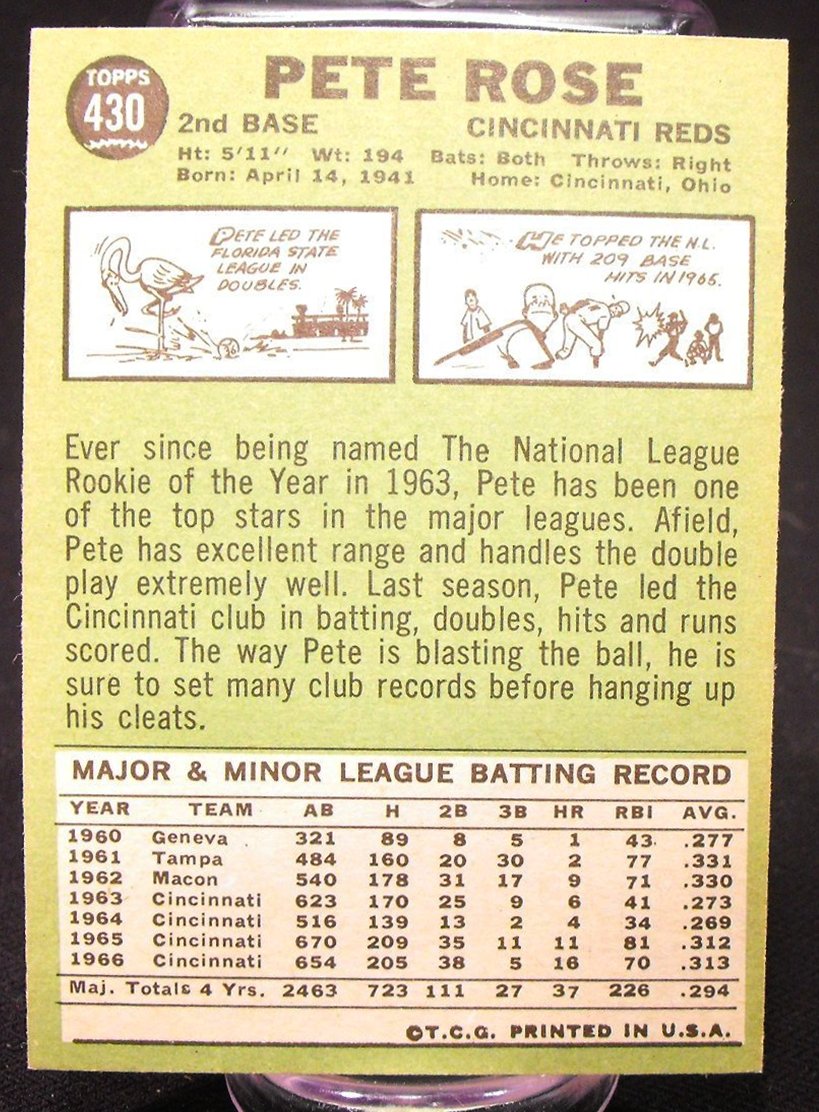 TOPPS
430
PETE ROSE
2nd BASE CINCINNATI REDS
Ht: 5'11" Wt: 194 Bats: Both Throws: Right
Born: April 14, 1941 Home: Cincinnati, Ohio
PETE LED THE
FLORIDA STATE
LEAGUE IN
DOUBLES.
36
HE TOPPED THE N.L.
WITH 209 BASE
HITS IN 1965.
Ever since being named The National League
Rookie of the Year in 1963, Pete has been one
of the top stars in the major leagues. Afield,
Pete has excellent range and handles the double
play extremely well. Last season, Pete led the
Cincinnati club in batting, doubles, hits and runs
scored. The way Pete is blasting the ball, he is
sure to set many club records before hanging up
his cleats.
MAJOR & MINOR LEAGUE BATTING RECORD
YEAR TEAM AB H 2B 3B HR RBI AVG.
1960 Geneva 321 89 8 5 1 43 .277
1961 Tampa 484 160 20 30 2 77 .331
1962 Macon 540 178 31 17 9 71 .330
1963 Cincinnati 623 170 25 9 6 41 .273
1964 Cincinnati 516 139 13 2 4 34 .269
1965 Cincinnati 670 209 35 11 11 81 .312
1966 Cincinnati 654 205 38 5 16 70 .313
Maj. Totals 4 Yrs. 2463 723 111 27 37 226 .294
©T.C.G. PRINTED IN U.S.A.